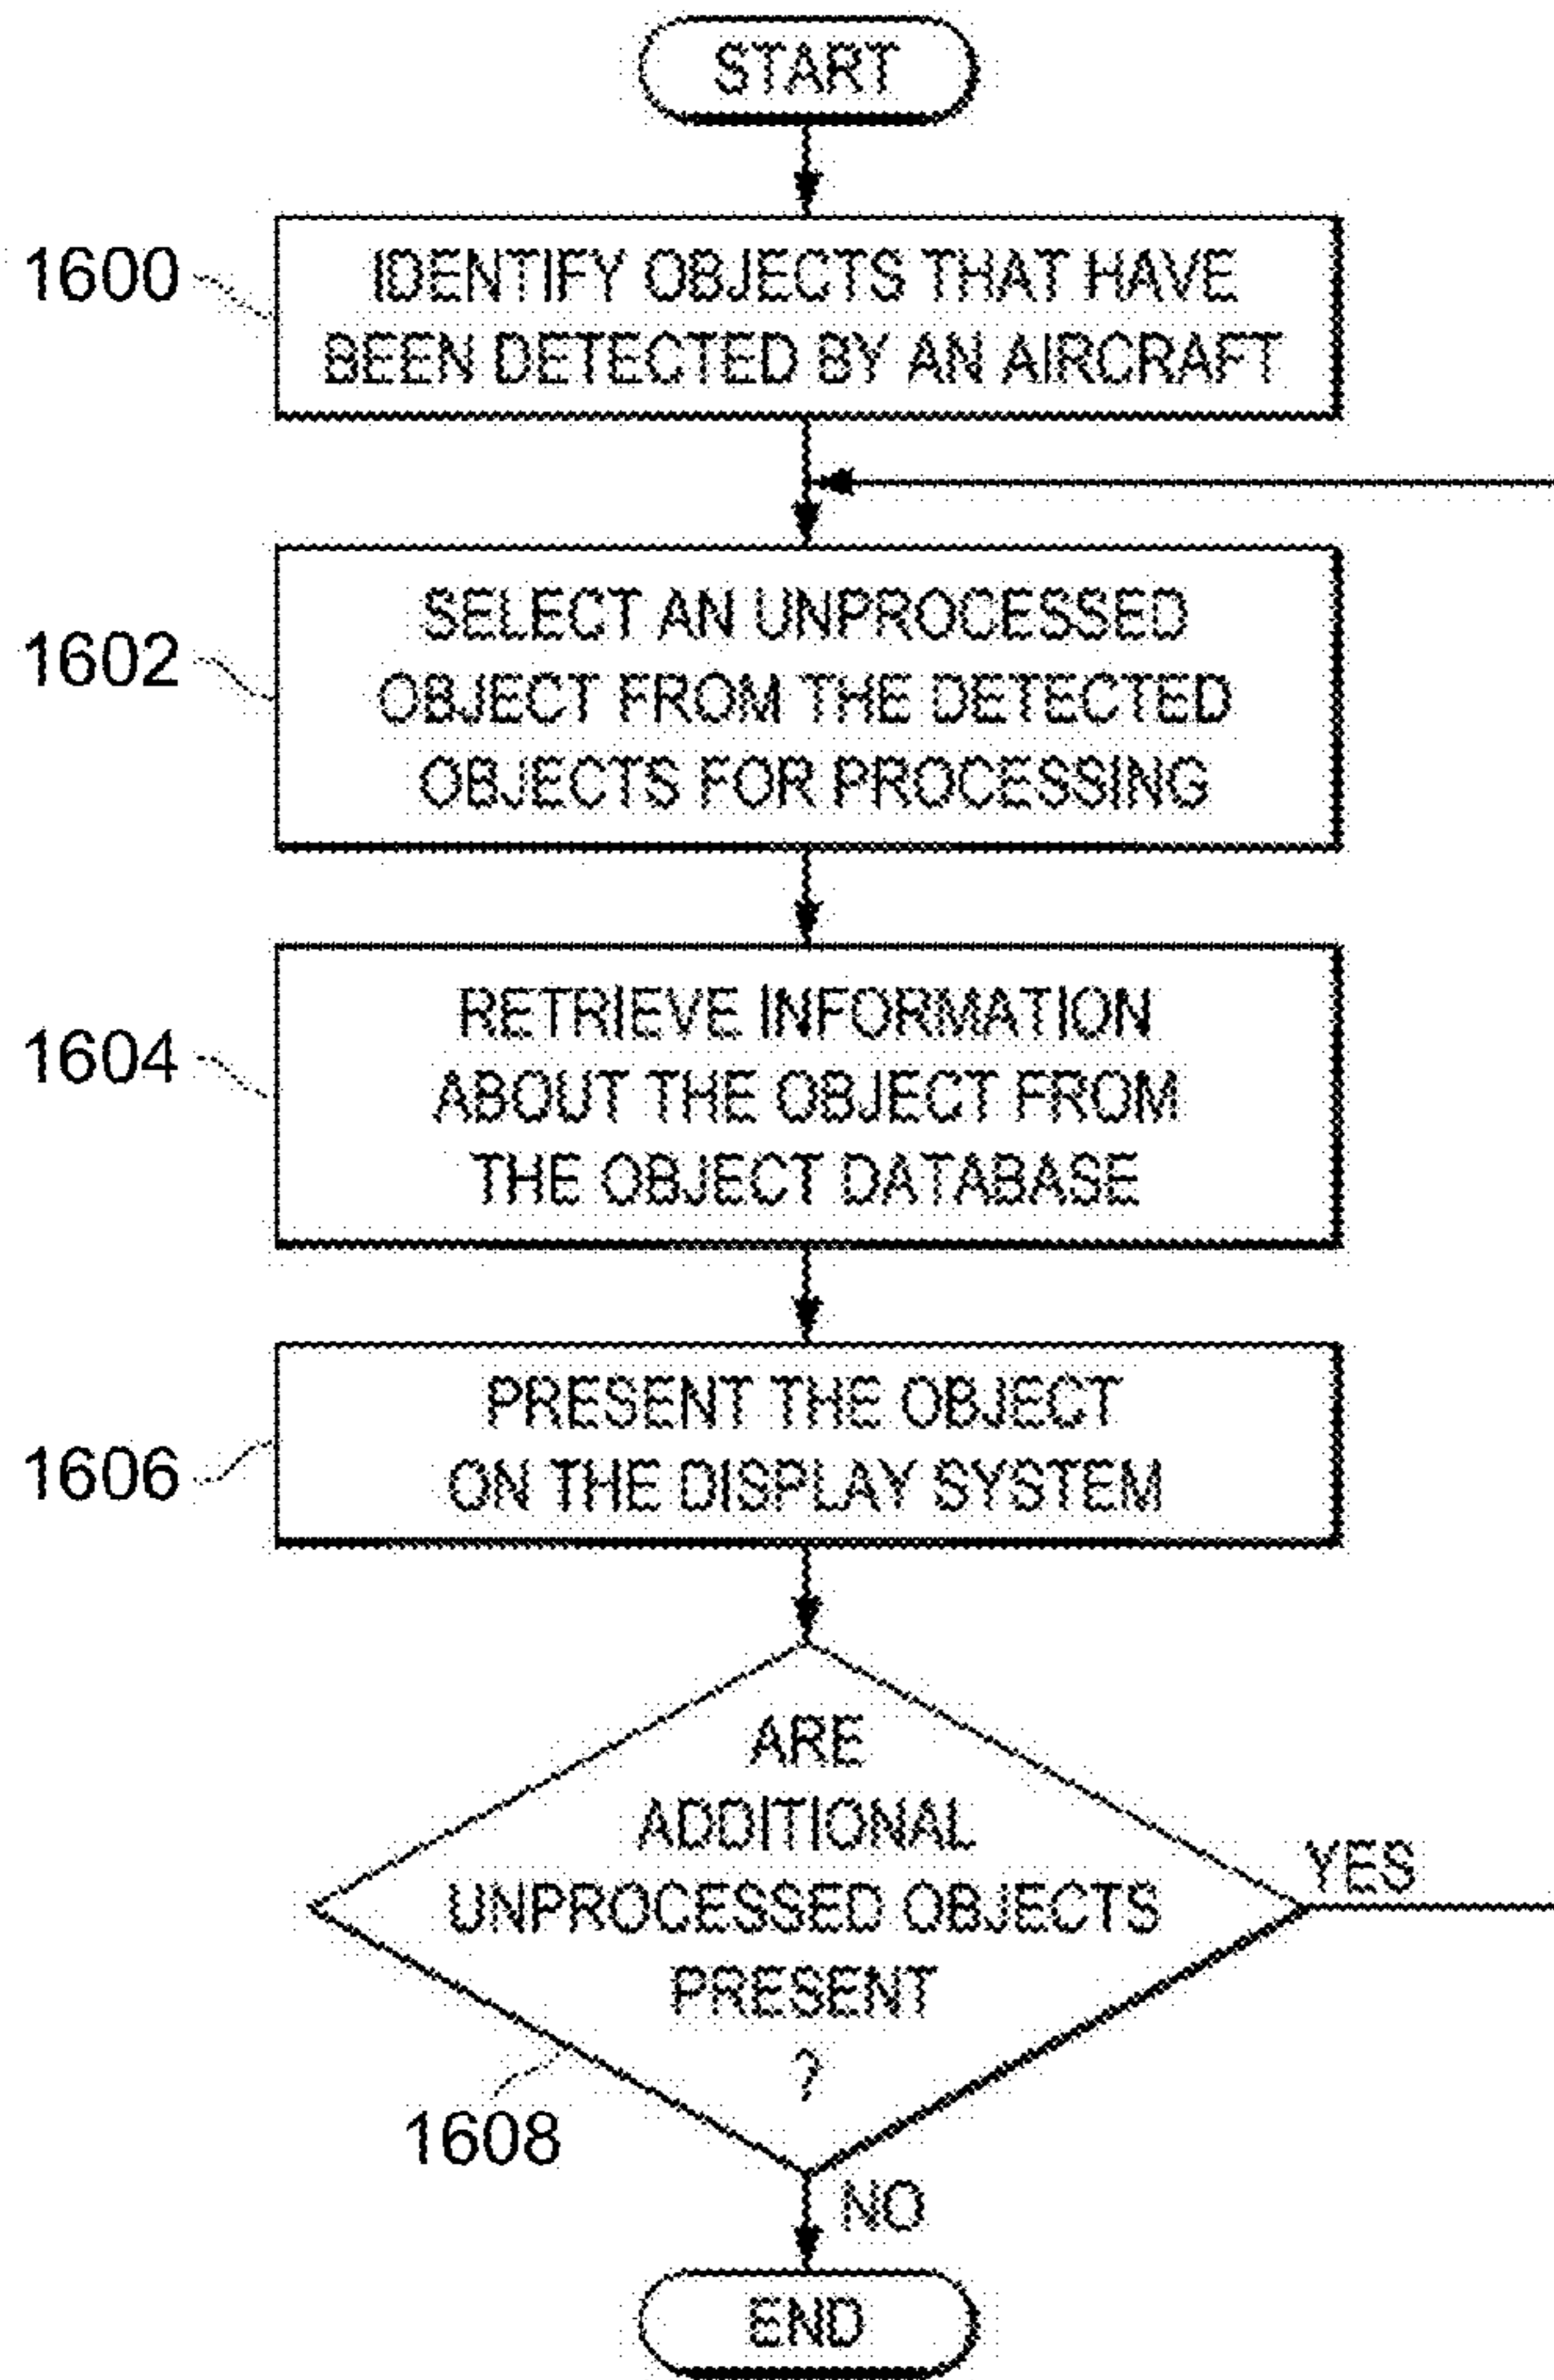 START
1600
IDENTIFY OBJECTS THAT HAVE
BEEN DETECTED BY AN AIRCRAFT
1602
SELECT AN UNPROCESSED
OBJECT FROM THE DETECTED
OBJECTS FOR PROCESSING
1604
RETRIEVE INFORMATION
ABOUT THE OBJECT FROM
THE OBJECT DATABASE
1606
PRESENT THE OBJECT
ON THE DISPLAY SYSTEM
ARE
ADDITIONAL
UNPROCESSED OBJECTS
PRESENT
?
YES
1608
NO
END